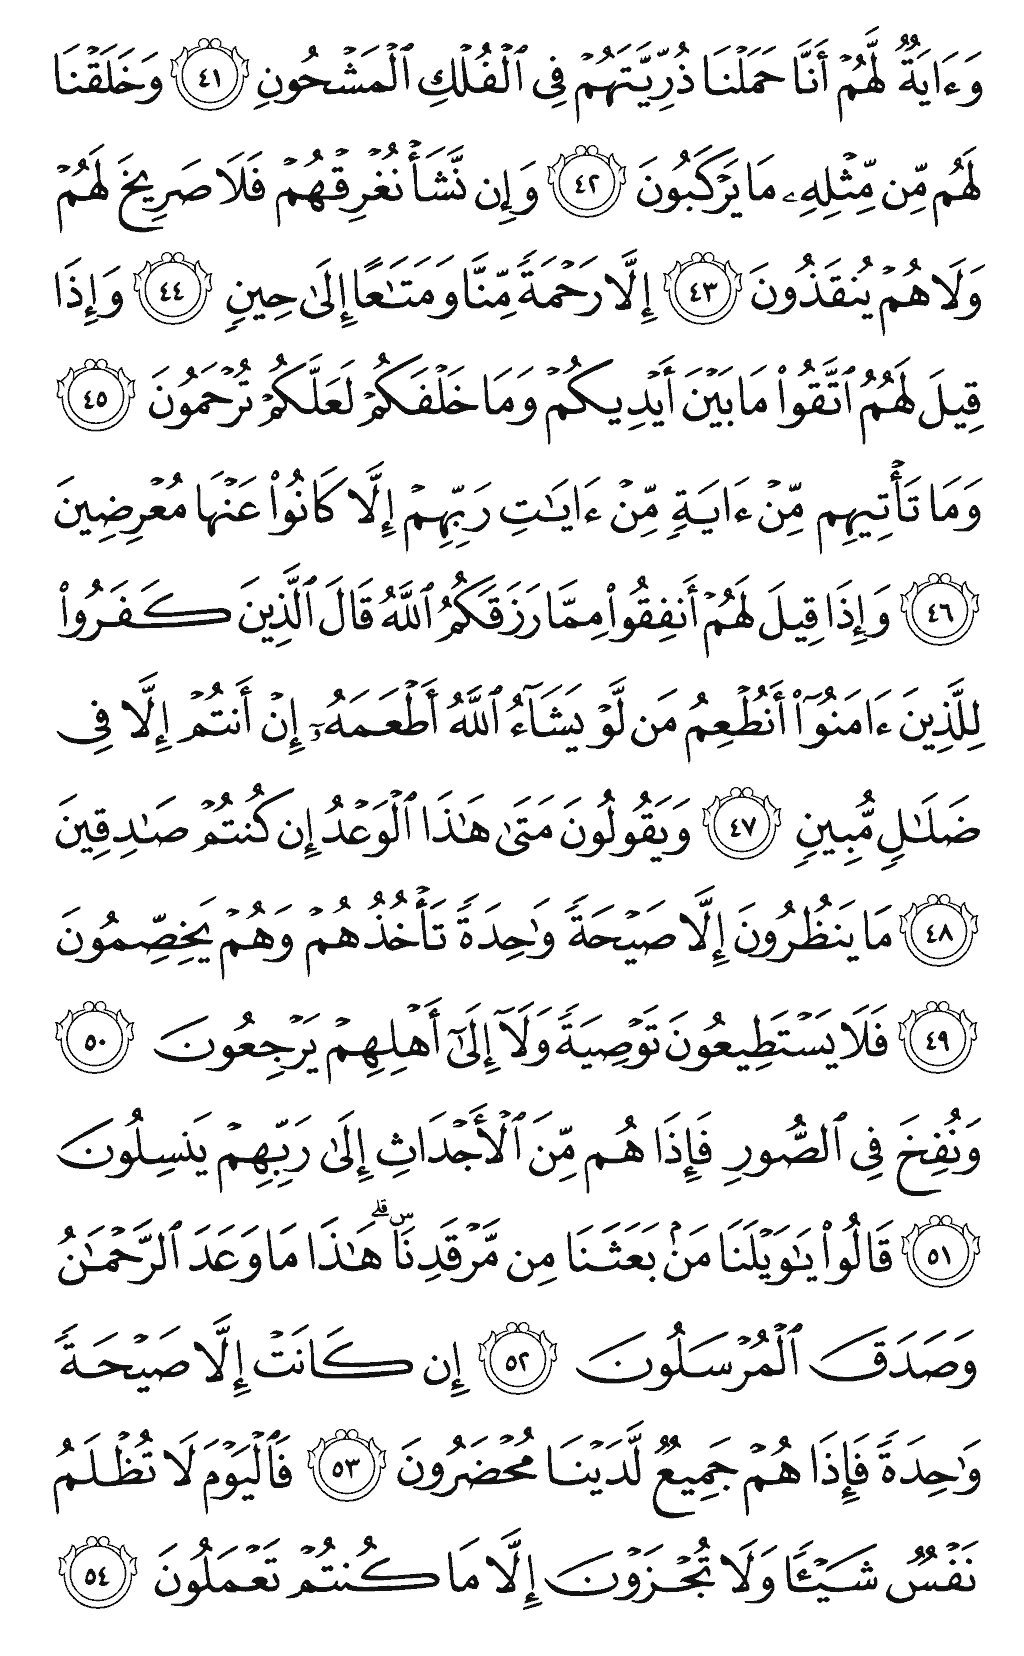 وَءَايَةٌ لَّهُمْ أَنَّا حَمَلْنَا ذُرِّيَّتَهُمْ فِى ٱلْفُلْكِ ٱلْمَشْحُونِ ٤١ وَخَلَقْنَا
لَهُم مِّن مِّثْلِهِۦ مَا يَرْكَبُونَ ٤٢ وَإِن نَّشَأْ نُغْرِقْهُمْ فَلَا صَرِيخَ لَهُمْ
وَلَا هُمْ يُنقَذُونَ ٤٣ إِلَّا رَحْمَةً مِّنَّا وَمَتَـٰعًا إِلَىٰ حِينٍ ٤٤ وَإِذَا
قِيلَ لَهُمُ ٱتَّقُوا۟ مَا بَيْنَ أَيْدِيكُمْ وَمَا خَلْفَكُمْ لَعَلَّكُمْ تُرْحَمُونَ ٤٥
وَمَا تَأْتِيهِم مِّنْ ءَايَةٍ مِّنْ ءَايَـٰتِ رَبِّهِمْ إِلَّا كَانُوا۟ عَنْهَا مُعْرِضِينَ
٤٦ وَإِذَا قِيلَ لَهُمْ أَنفِقُوا۟ مِمَّا رَزَقَكُمُ ٱللَّهُ قَالَ ٱلَّذِينَ كَفَرُوا۟
لِلَّذِينَ ءَامَنُوٓا۟ أَنُطْعِمُ مَن لَّوْ يَشَآءُ ٱللَّهُ أَطْعَمَهُۥٓ إِنْ أَنتُمْ إِلَّا فِى
ضَلَـٰلٍ مُّبِينٍ ٤٧ وَيَقُولُونَ مَتَىٰ هَـٰذَا ٱلْوَعْدُ إِن كُنتُمْ صَـٰدِقِينَ
٤٨ مَا يَنظُرُونَ إِلَّا صَيْحَةً وَٰحِدَةً تَأْخُذُهُمْ وَهُمْ يَخِصِّمُونَ
٤٩ فَلَا يَسْتَطِيعُونَ تَوْصِيَةً وَلَآ إِلَىٰٓ أَهْلِهِمْ يَرْجِعُونَ ٥٠
وَنُفِخَ فِى ٱلصُّورِ فَإِذَا هُم مِّنَ ٱلْأَجْدَاثِ إِلَىٰ رَبِّهِمْ يَنسِلُونَ
٥١ قَالُوا۟ يَـٰوَيْلَنَا مَنۢ بَعَثَنَا مِن مَّرْقَدِنَا ۜ ۗ هَـٰذَا مَا وَعَدَ ٱلرَّحْمَـٰنُ
وَصَدَقَ ٱلْمُرْسَلُونَ ٥٢ إِن كَانَتْ إِلَّا صَيْحَةً
وَٰحِدَةً فَإِذَا هُمْ جَمِيعٌ لَّدَيْنَا مُحْضَرُونَ ٥٣ فَٱلْيَوْمَ لَا تُظْلَمُ
نَفْسٌ شَيْـًٔا وَلَا تُجْزَوْنَ إِلَّا مَا كُنتُمْ تَعْمَلُونَ ٥٤